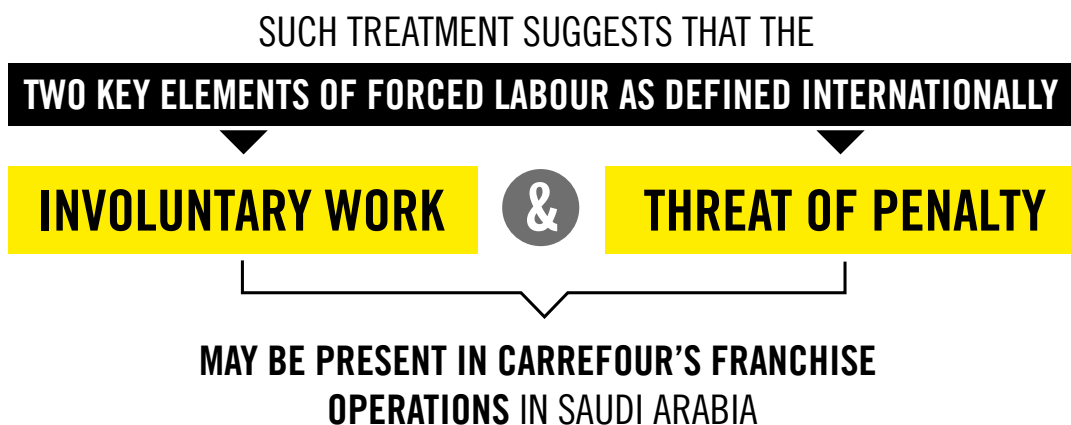 SUCH TREATMENT SUGGESTS THAT THE
TWO KEY ELEMENTS OF FORCED LABOUR AS DEFINED INTERNATIONALLY
INVOLUNTARY WORK & THREAT OF PENALTY
MAY BE PRESENT IN CARREFOUR’S FRANCHISE
OPERATIONS IN SAUDI ARABIA